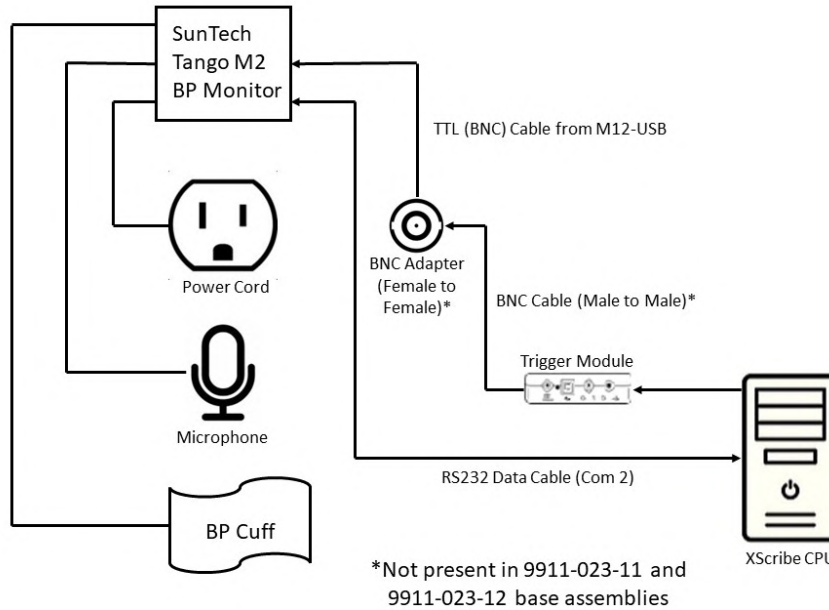 SunTech
Tango M2
BP Monitor
TTL (BNC) Cable from M12-USB
BNC Adapter
(Female to
Female)*
Power Cord
BNC Cable (Male to Male)*
Trigger Module
Microphone
RS232 Data Cable (Com 2)
BP Cuff
XScribe CPU
*Not present in 9911-023-11 and
9911-023-12 base assemblies